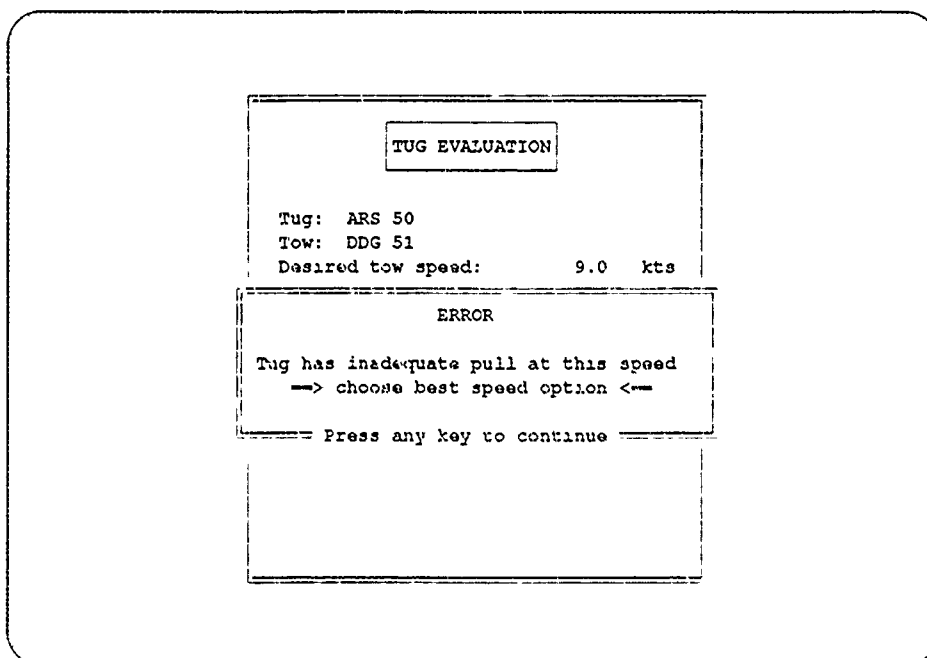 TUG EVALUATION
Tug: ARS 50
Tow: DDG 51
Desired tow speed: 9.0 kts
ERROR
Tug has inadequate pull at this speed
==> choose best speed option <==
Press any key to continue